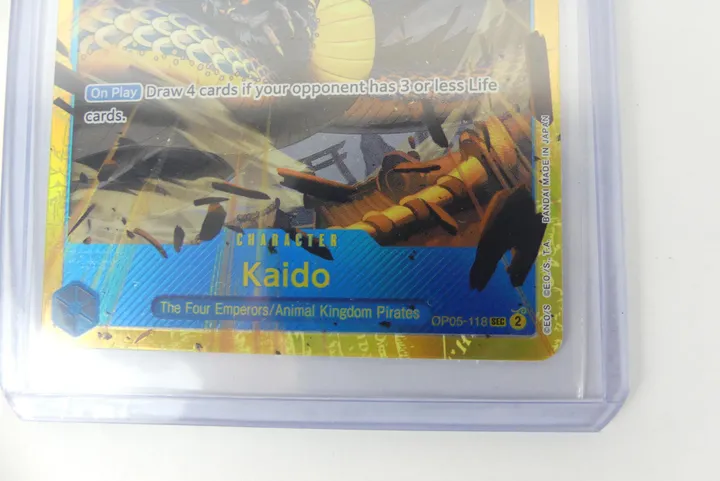 On Play Draw 4 cards if your opponent has 3 or less Life
cards.
CHARACTER
Kaido
The Four Emperors/Animal Kingdom Pirates
OP05-118 SEC 2
©E.O./S. ©E.O./S., T.A. BANDAI MADE IN JAPAN